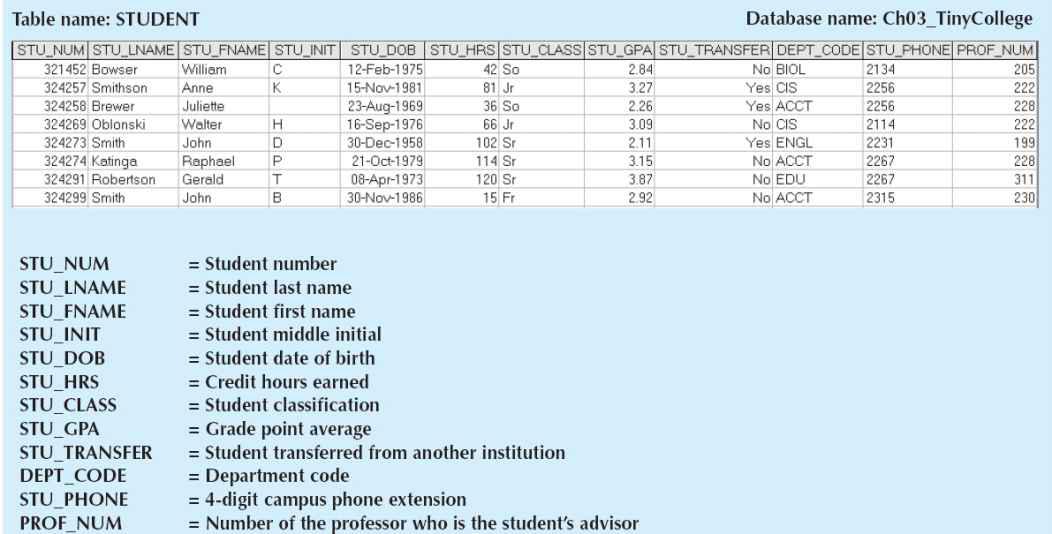 Table name: STUDENT Database name: Ch03_TinyCollege
STU_NUM STU_LNAME STU_FNAME STU_INIT STU_DOB STU_HRS STU_CLASS STU_GPA STU_TRANSFER DEPT_CODE STU_PHONE PROF_NUM
321452 Bowser William C 12-Feb-1975 42 So 2.84 No BIOL 2134 205
324257 Smithson Anne K 15-Nov-1981 81 Jr 3.27 Yes CIS 2256 222
324258 Brewer Juliette 23-Aug-1969 36 So 2.26 Yes ACCT 2256 228
324269 Oblonski Walter H 16-Sep-1976 66 Jr 3.09 No CIS 2114 222
324273 Smith John D 30-Dec-1958 102 Sr 2.11 Yes ENGL 2231 199
324274 Katinga Raphael P 21-Oct-1979 114 Sr 3.15 No ACCT 2267 228
324291 Robertson Gerald T 08-Apr-1973 120 Sr 3.87 No EDU 2267 311
324299 Smith John B 30-Nov-1986 15 Fr 2.92 No ACCT 2315 230
STU_NUM = Student number
STU_LNAME = Student last name
STU_FNAME = Student first name
STU_INIT = Student middle initial
STU_DOB = Student date of birth
STU_HRS = Credit hours earned
STU_CLASS = Student classification
STU_GPA = Grade point average
STU_TRANSFER = Student transferred from another institution
DEPT_CODE = Department code
STU_PHONE = 4-digit campus phone extension
PROF_NUM = Number of the professor who is the student's advisor